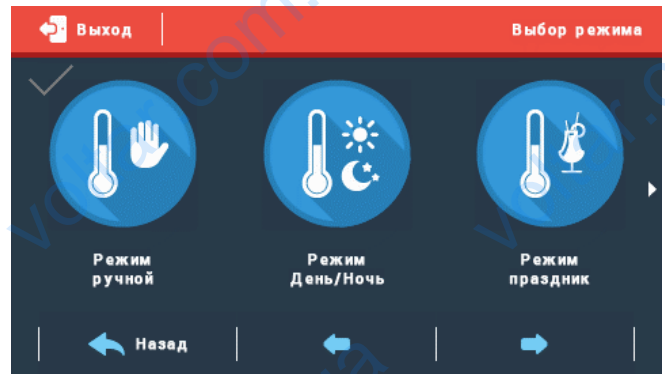 Выход
Выбор режима
Режим
ручной
Режим
День/Ночь
Режим
праздник
Назад